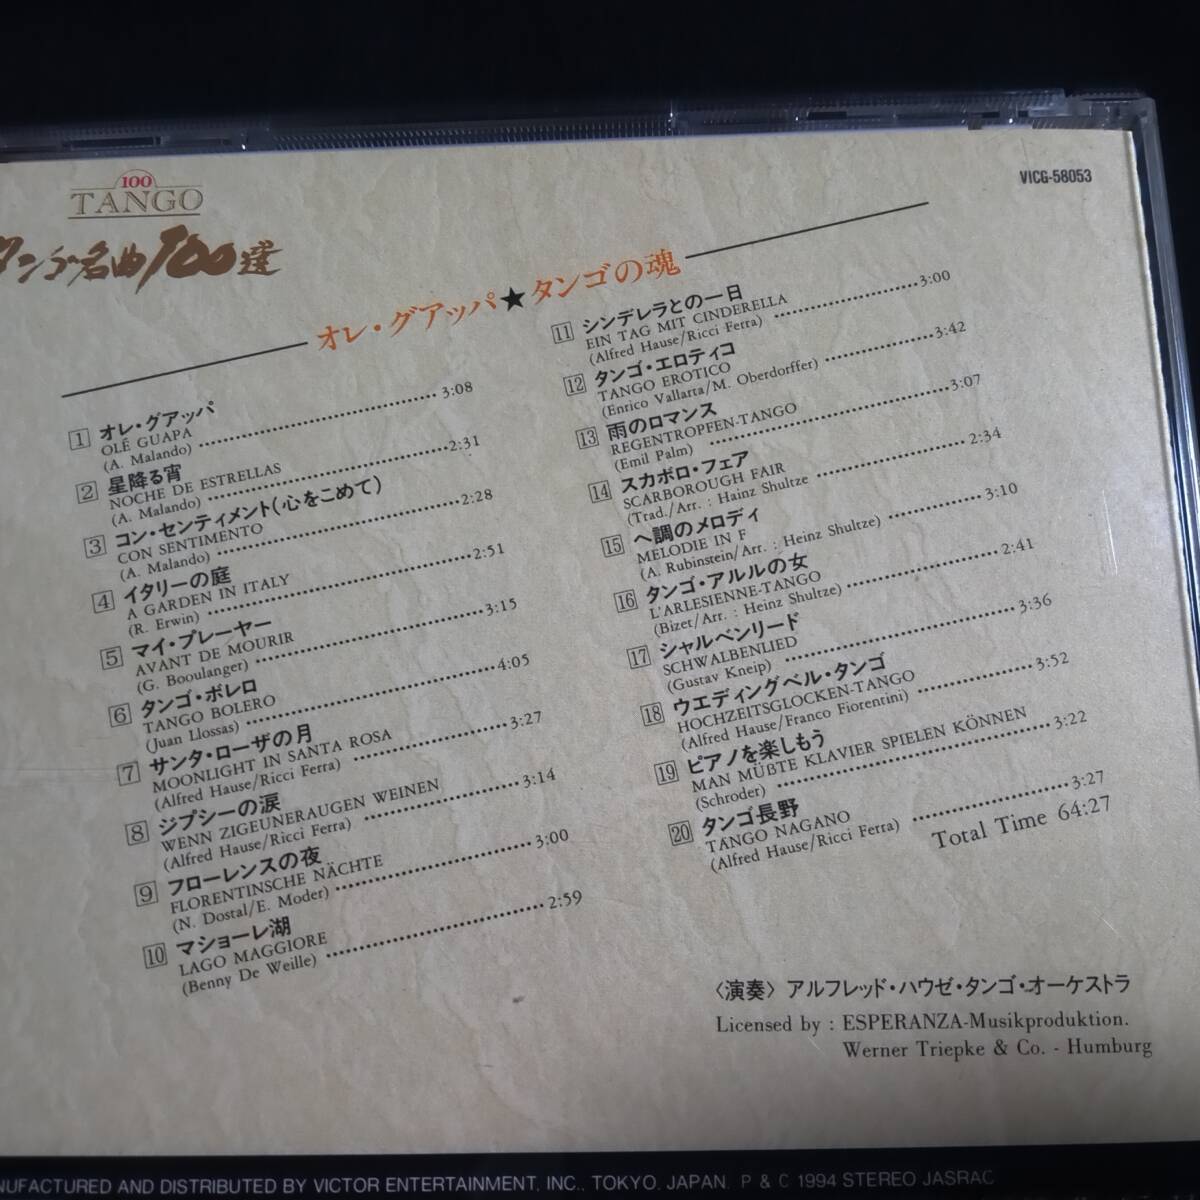 100
TANGO
タンゴ名曲100選
VICG-58053
オレ・グアッパ★タンゴの魂
1 オレ・グアッパ
OLÉ GUAPA 3:08
(A. Malando)
2 星降る宵
NOCHE DE ESTRELLAS 2:31
(A. Malando)
3 コン・センティメント(心をこめて)
CON SENTIMENTO 2:28
(A. Malando)
4 イタリーの庭
A GARDEN IN ITALY 2:51
(R. Erwin)
5 マイ・プレーヤー
AVANT DE MOURIR 3:15
(G. Booulanger)
6 タンゴ・ボレロ
TANGO BOLERO 4:05
(Juan Llossas)
7 サンタ・ローザの月
MOONLIGHT IN SANTA ROSA 3:27
(Alfred Hause/Ricci Ferra)
8 ジプシーの涙
WENN ZIGEUNERAUGEN WEINEN 3:14
(Alfred Hause/Ricci Ferra)
9 フローレンスの夜
FLORENTINSCHE NÄCHTE 3:00
(N. Dostal/E. Moder)
10 マショーレ湖
LAGO MAGGIORE 2:59
(Benny De Weille)
11 シンデレラとの一日
EIN TAG MIT CINDERELLA 3:00
(Alfred Hause/Ricci Ferra)
12 タンゴ・エロティコ
TANGO EROTICO 3:42
(Enrico Vallarta/M. Oberdorffer)
13 雨のロマンス
REGENTROPFEN-TANGO 3:07
(Emil Palm)
14 スカボロ・フェア
SCARBOROUGH FAIR 2:34
(Trad./Arr. : Hainz Shultze
15 ヘ調のメロディ
MELODIE IN F 3:10
(A. Rubinstein/Arr. : Heinz Shultze)
16 タンゴ・アルルの女
L'ARLESIENNE-TANGO 2:41
(Bizet/Arr. : Heinz Shultze)
17 シャルベンリード
SCHWALBENLIED 3:36
(Gustav Kneip)
18 ウエディングベル・タンゴ
HOCHZEITSGLOCKEN-TANGO 3:52
(Alfred Hause/Franco Fiorentini)
19 ピアノを楽しもう
MAN MÜßTE KLAVIER SPIELEN KÖNNEN 3:22
(Schroder)
20 タンゴ長野
TANGO NAGANO 3:27
(Alfred Hause/Ricci Ferra)
Total Time 64:27
〈演奏〉アルフレッド・ハウゼ・タンゴ・オーケストラ
Licensed by : ESPERANZA-Musikproduktion.
Werner Triepke & Co. - Humburg
NUFACTURED AND DISTRIBUTED BY VICTOR ENTERTAINMENT, INC., TOKYO, JAPAN. P & C 1994 STEREO JASRAC